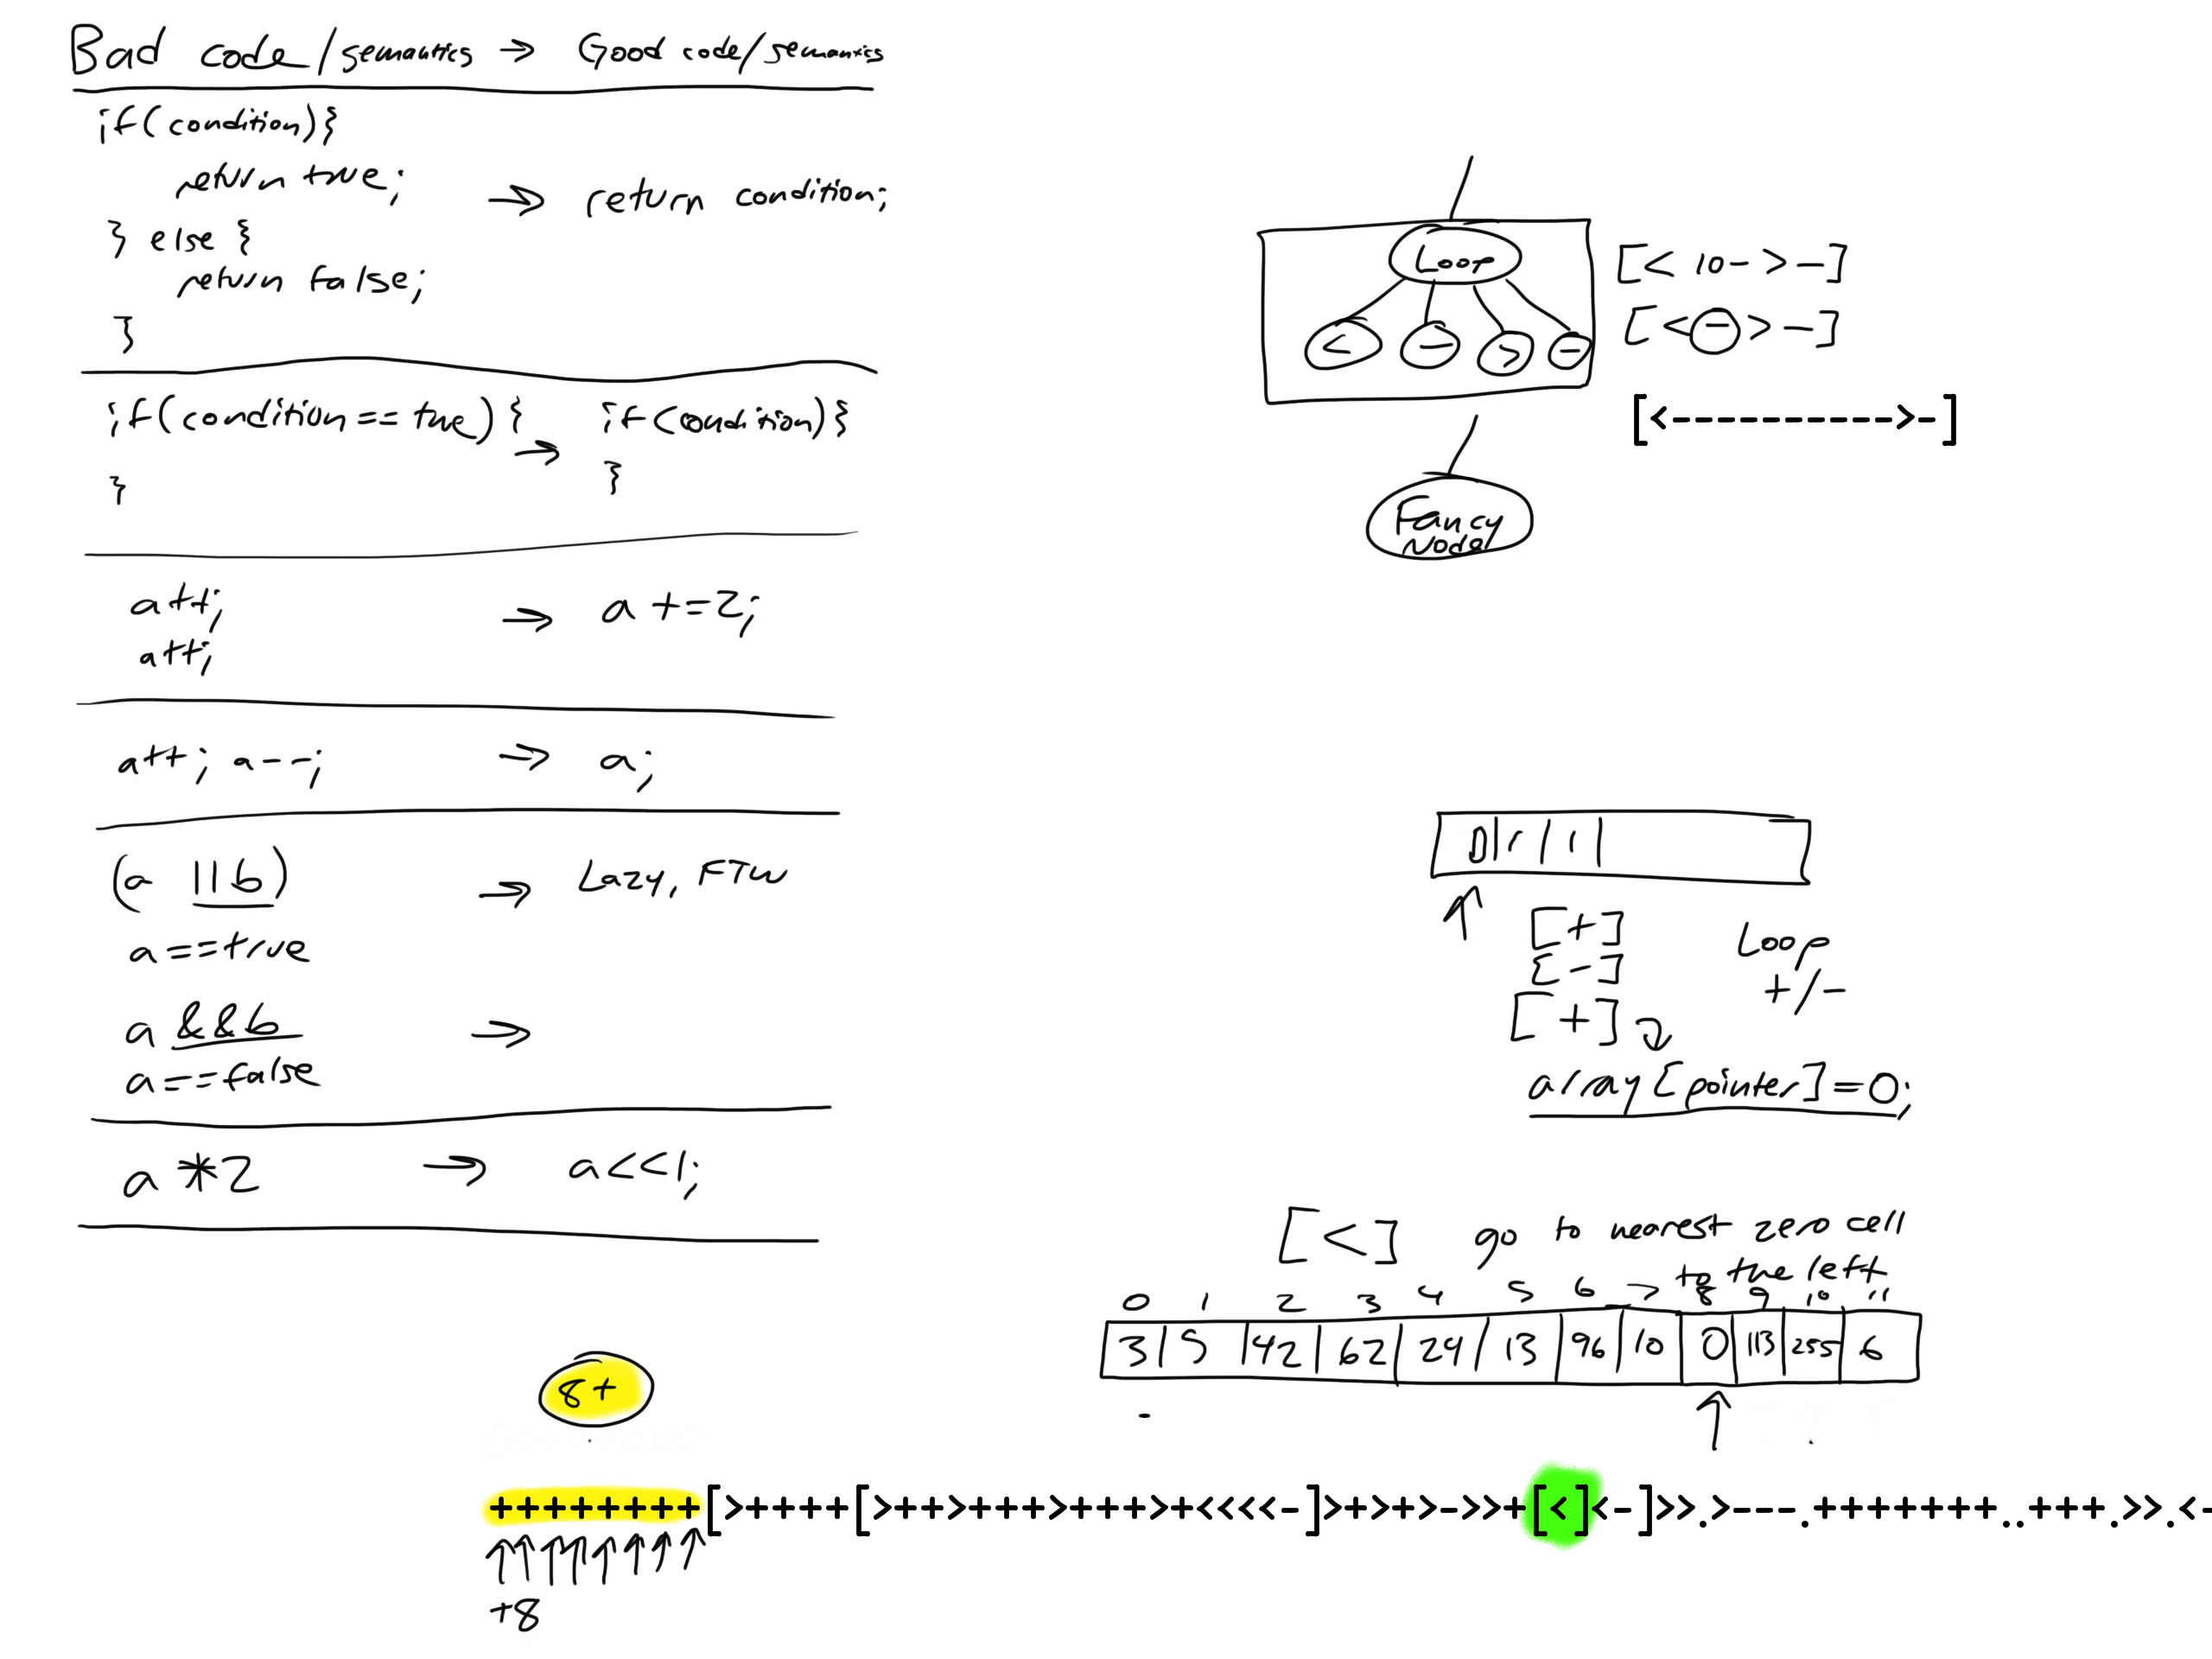 Bad code/semantics → Good code/semantics
if(condition){
return true;
} else {
return false;
}
→ return condition;
if(condition == true) {
}
→ if(condition){
}
a++;
a++;
→ a +=2;
a++; a--;
→ a;
(a ||b)
→ Lazy, FTW
a==true
a &&b
→
a==false
a *2
→ a<<1;
Loop
< - > -
[< 10- >-]
[<->-]
[<----------->-]
Fancy
Node
[+]
[-]
[+]
Loop
+/-
array[pointer]=0;
[<] go to nearest zero cell
to the left
0 1 2 3 4 5 6 7 8 9 10 11
3 5 42 62 24 13 96 10 0 113 255 6
8+
++++++++[>++++[>++>+++>+++>+<<<<-]>+>+>->>+[<]<-]>>.>---.+++++++..+++.>>.<-
+8